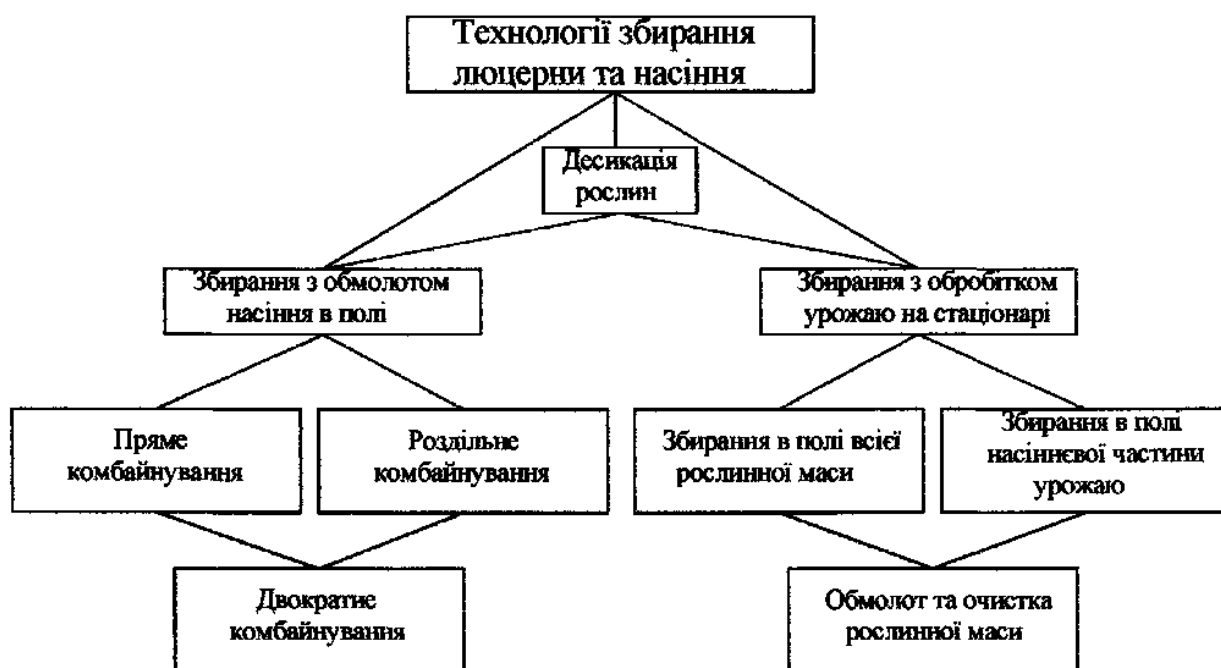 Технології збирання
люцерни та насіння
Десикація
рослин
Збирання з обмолотом
насіння в полі
Збирання з обробітком
урожаю на стаціонарі
Пряме
комбайнування
Роздільне
комбайнування
Збирання в полі всієї
рослинної маси
Збирання в полі
насіннєвої частини
урожаю
Двократне
комбайнування
Обмолот та очистка
рослинної маси